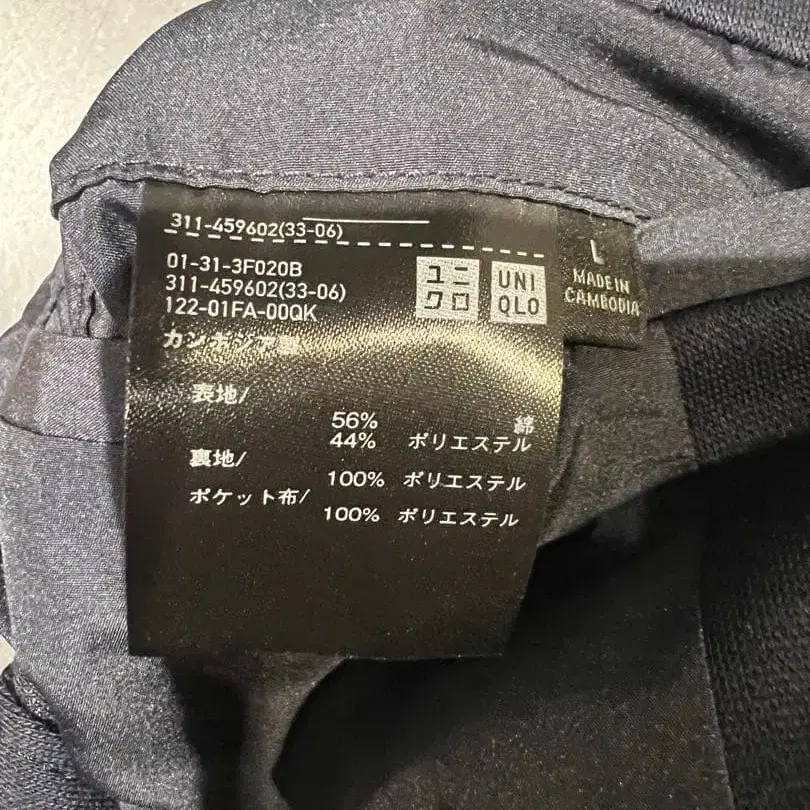 311-459602(33-06)
01-31-3F020B
311-459602(33-06)
122-01FA-00QK
ユニ
クロ
UNI
QLO
L
MADE IN
CAMBODIA
カンボジア製
表地/
56% 綿
44% ポリエステル
裏地/
100% ポリエステル
ポケット布/
100% ポリエステル